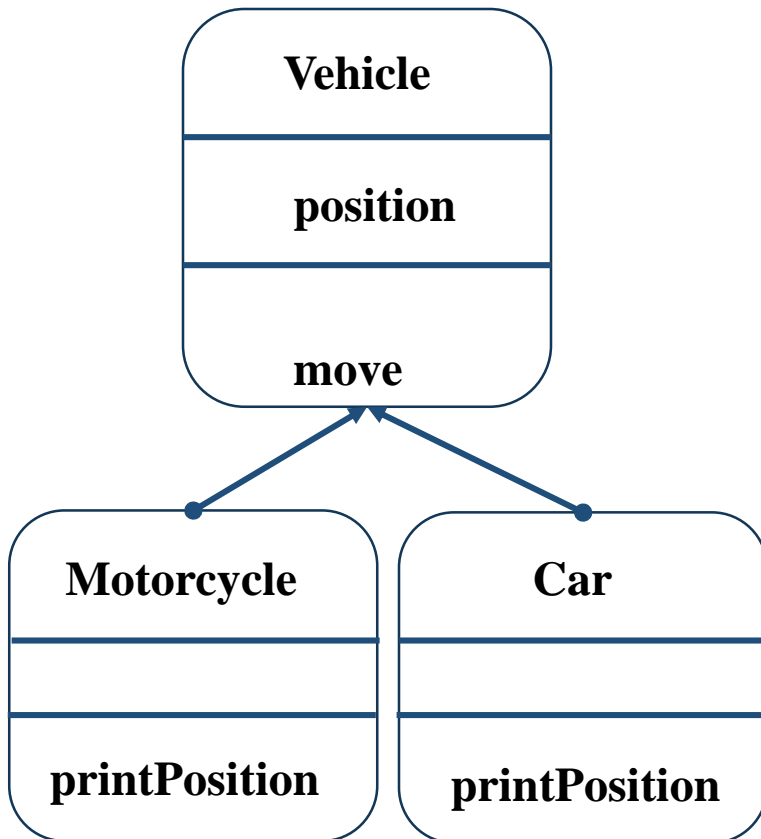 Vehicle
position
move
Motorcycle
printPosition
Car
printPosition